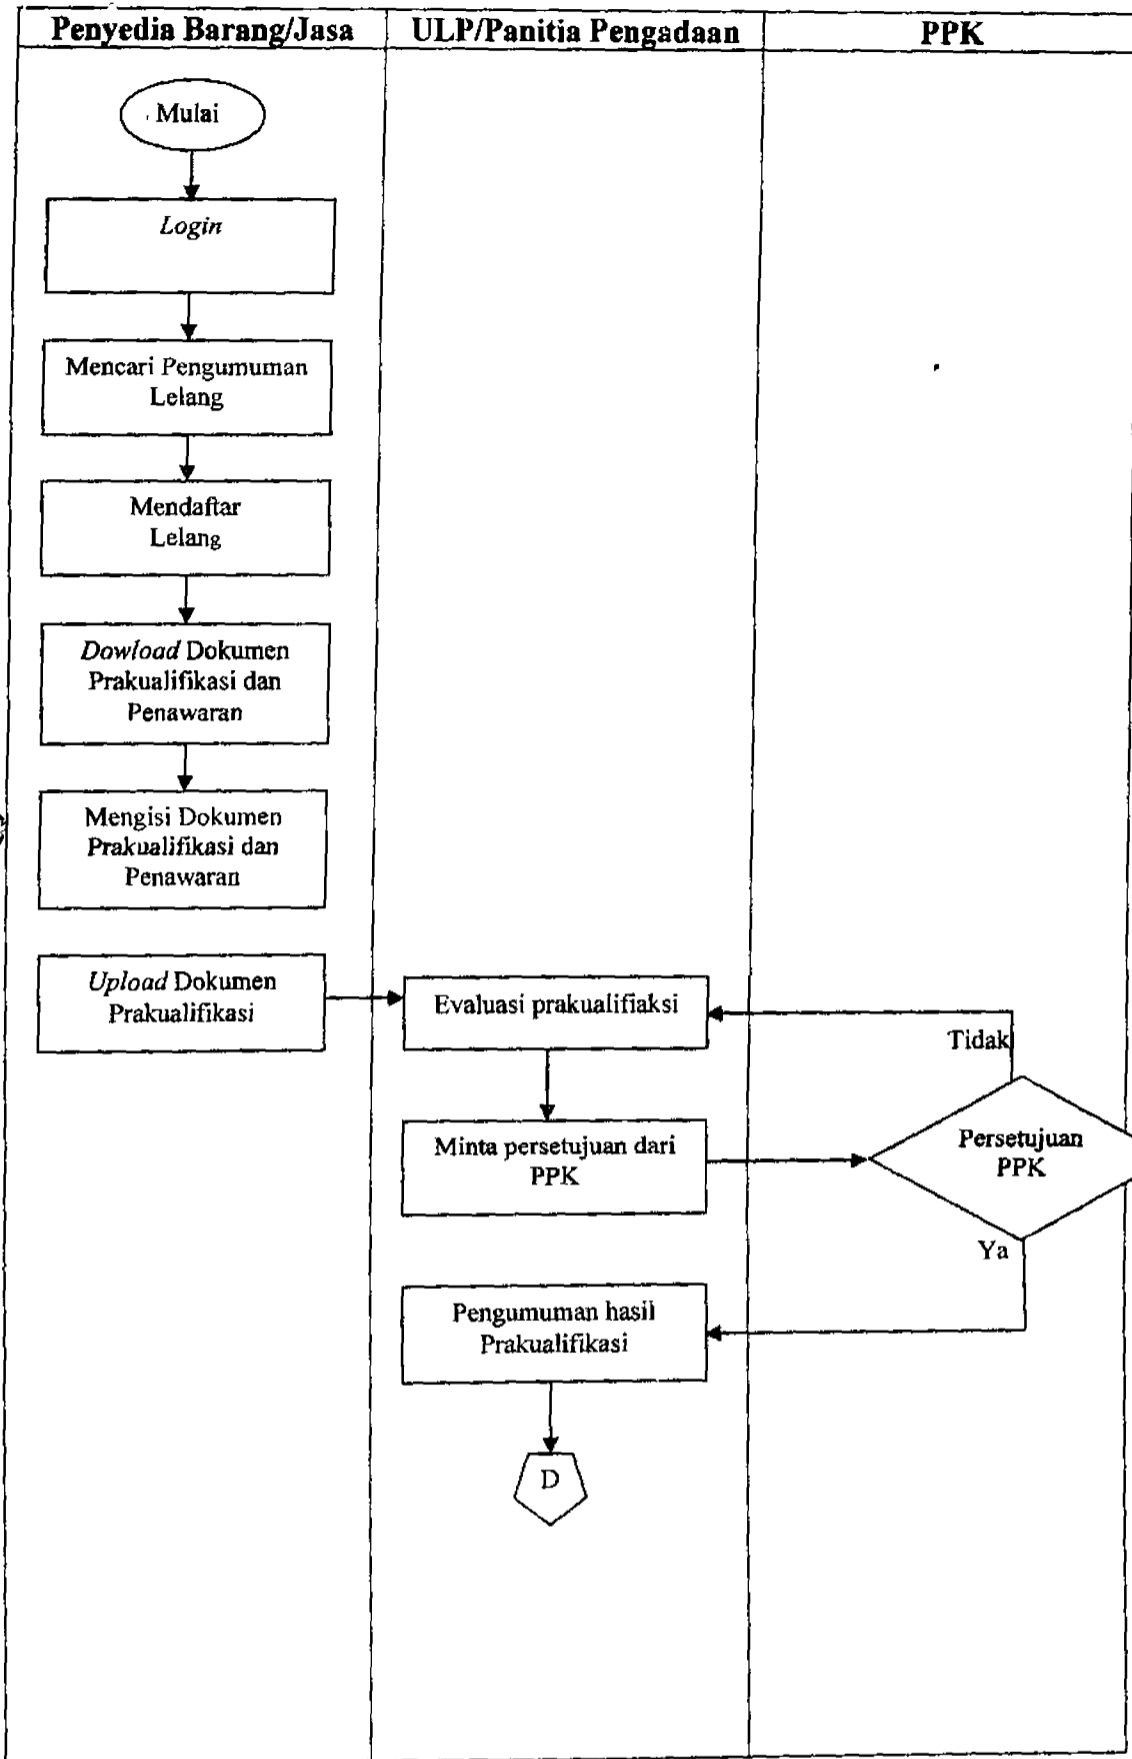 Penyedia Barang/Jasa
ULP/Panitia Pengadaan
PPK
Mulai
Login
Mencari Pengumuman
Lelang
Mendaftar
Lelang
Dowload Dokumen
Prakualifikasi dan
Penawaran
Mengisi Dokumen
Prakualifikasi dan
Penawaran
Upload Dokumen
Prakualifikasi
Evaluasi prakualifiaksi
Tidak
Minta persetujuan dari
PPK
Persetujuan
PPK
Ya
Pengumuman hasil
Prakualifikasi
D